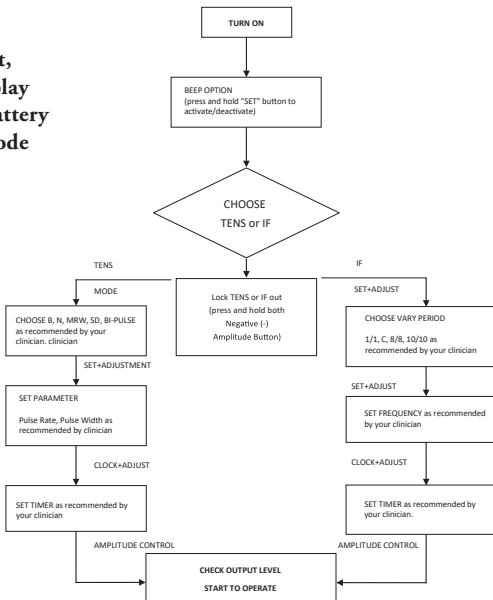 t,
play
attery
ode
TURN ON
BEEP OPTION
(press and hold "SET" button to
activate/deactivate)
CHOOSE
TENS or IF
TENS
MODE
IF
SET+ADJUST
Lock TENS or IF out
(press and hold both
Negative (-)
Amplitude Button)
CHOOSE B, N, MRW, SD, BI-PULSE
as recommended by your
clinician. clinician
SET+ADJUSTMENT
SET PARAMETER
Pulse Rate, Pulse Width as
recommended by clinician
CLOCK+ADJUST
SET TIMER as recommended by
your clinician
AMPLITUDE CONTROL
CHOOSE VARY PERIOD
1/1, C, 8/8, 10/10 as
recommended by your clinician
SET+ADJUST
SET FREQUENCY as recommended
by your clinician
CLOCK+ADJUST
SET TIMER as recommended by
your clinician.
AMPLITUDE CONTROL
CHECK OUTPUT LEVEL
START TO OPERATE